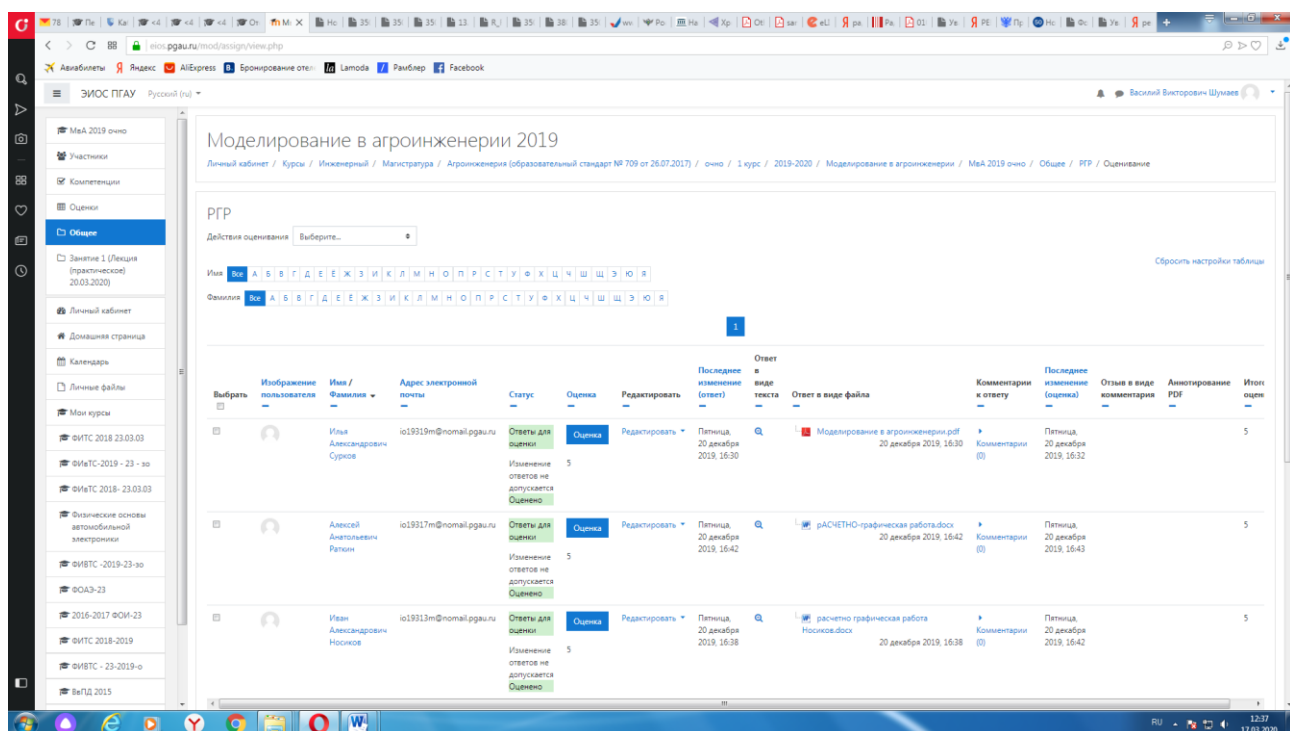 eios.pgau.ru/mod/assign/view.php
Авиабилеты Яндекс AliExpress Бронирование отел Lamoda Рамблер Facebook
ЭИОС ПГАУ Русский (ru)
Василий Викторович Шумаев
МвА 2019 очно
Участники
Компетенции
Оценки
Общее
Занятие 1 (Лекция
(практическое)
20.03.2020)
Личный кабинет
Домашняя страница
Календарь
Личные файлы
Мои курсы
ФИТС 2018 23.03.03
ФИвТС-2019 - 23 - зо
ФИвТС 2018- 23.03.03
Физические основы
автомобильной
электроники
ФИВТС -2019-23-зо
ФОАЭ-23
2016-2017 ФОИ-23
ФИТС 2018-2019
ФИВТС - 23-2019-о
ВвПД 2015
Моделирование в агроинженерии 2019
Личный кабинет / Курсы / Инженерный / Магистратура / Агроинженерия (образовательный стандарт № 709 от 26.07.2017) / очно / 1 курс / 2019-2020 / Моделирование в агроинженерии / МвА 2019 очно / Общее / РГР / Оценивание
РГР
Действия оценивания Выберите...
Сбросить настройки таблицы
Имя Все А Б В Г Д Е Ё Ж З И К Л М Н О П Р С Т У Ф Х Ц Ч Ш Щ Э Ю Я
Фамилия Все А Б В Г Д Е Ё Ж З И К Л М Н О П Р С Т У Ф Х Ц Ч Ш Щ Э Ю Я
1
Выбрать
Изображение
пользователя
Имя /
Фамилия
Адрес электронной
почты
Статус
Оценка
Редактировать
Последнее
изменение
(ответ)
Ответ
в
виде
текста
Ответ в виде файла
Комментарии
к ответу
Последнее
изменение
(оценка)
Отзыв в виде
комментария
Аннотирование
PDF
Итого
оцен
Илья
Александрович
Сурков
io19319m@nomail.pgau.ru
Ответы для
оценки
Изменение
ответов не
допускается
Оценено
Оценка
5
Редактировать
Пятница,
20 декабря
2019, 16:30
Моделирование в агроинженерии.pdf
20 декабря 2019, 16:30
Комментарии
(0)
Пятница,
20 декабря
2019, 16:32
5
Алексей
Анатольевич
Раткин
io19317m@nomail.pgau.ru
Ответы для
оценки
Изменение
ответов не
допускается
Оценено
Оценка
5
Редактировать
Пятница,
20 декабря
2019, 16:42
рАСЧЕТНО-графическая работа.docx
20 декабря 2019, 16:42
Комментарии
(0)
Пятница,
20 декабря
2019, 16:43
5
Иван
Александрович
Носиков
io19313m@nomail.pgau.ru
Ответы для
оценки
Изменение
ответов не
допускается
Оценено
Оценка
5
Редактировать
Пятница,
20 декабря
2019, 16:38
расчетно графическая работа
Носиков.docx
20 декабря 2019, 16:38
Комментарии
(0)
Пятница,
20 декабря
2019, 16:42
5
RU
12:37
17.03.2020